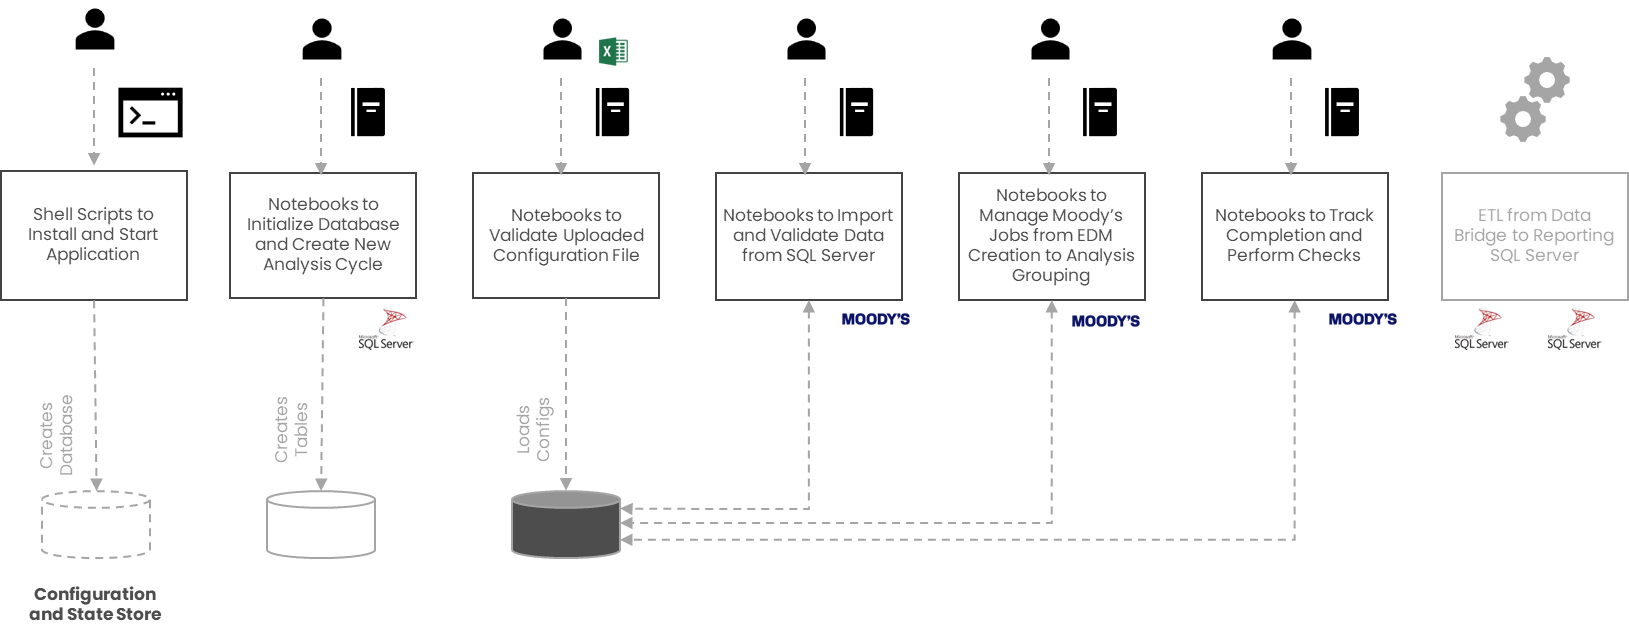 Shell Scripts to
Install and Start
Application
Notebooks to
Initialize Database
and Create New
Analysis Cycle
Notebooks to
Validate Uploaded
Configuration File
Notebooks to Import
and Validate Data
from SQL Server
Notebooks to
Manage Moody's
Jobs from EDM
Creation to Analysis
Grouping
Notebooks to Track
Completion and
Perform Checks
ETL from Data
Bridge to Reporting
SQL Server
Microsoft
SQL Server
MOODY'S
MOODY'S
MOODY'S
Microsoft
SQL Server
Microsoft
SQL Server
Creates
Database
Creates
Tables
Loads
Configs
Configuration
and State Store